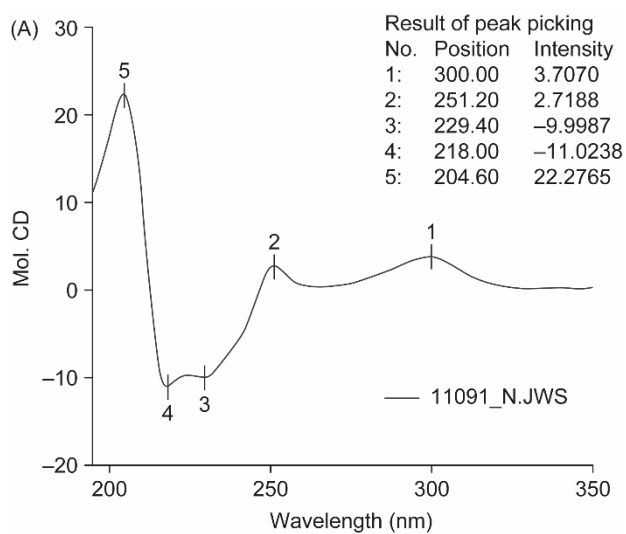 (A)
Result of peak picking
No. Position Intensity
1: 300.00 3.7070
2: 251.20 2.7188
3: 229.40 –9.9987
4: 218.00 –11.0238
5: 204.60 22.2765
30
20
10
0
–10
–20
Mol. CD
5
4
3
2
1
11091_N.JWS
200 250 300 350
Wavelength (nm)